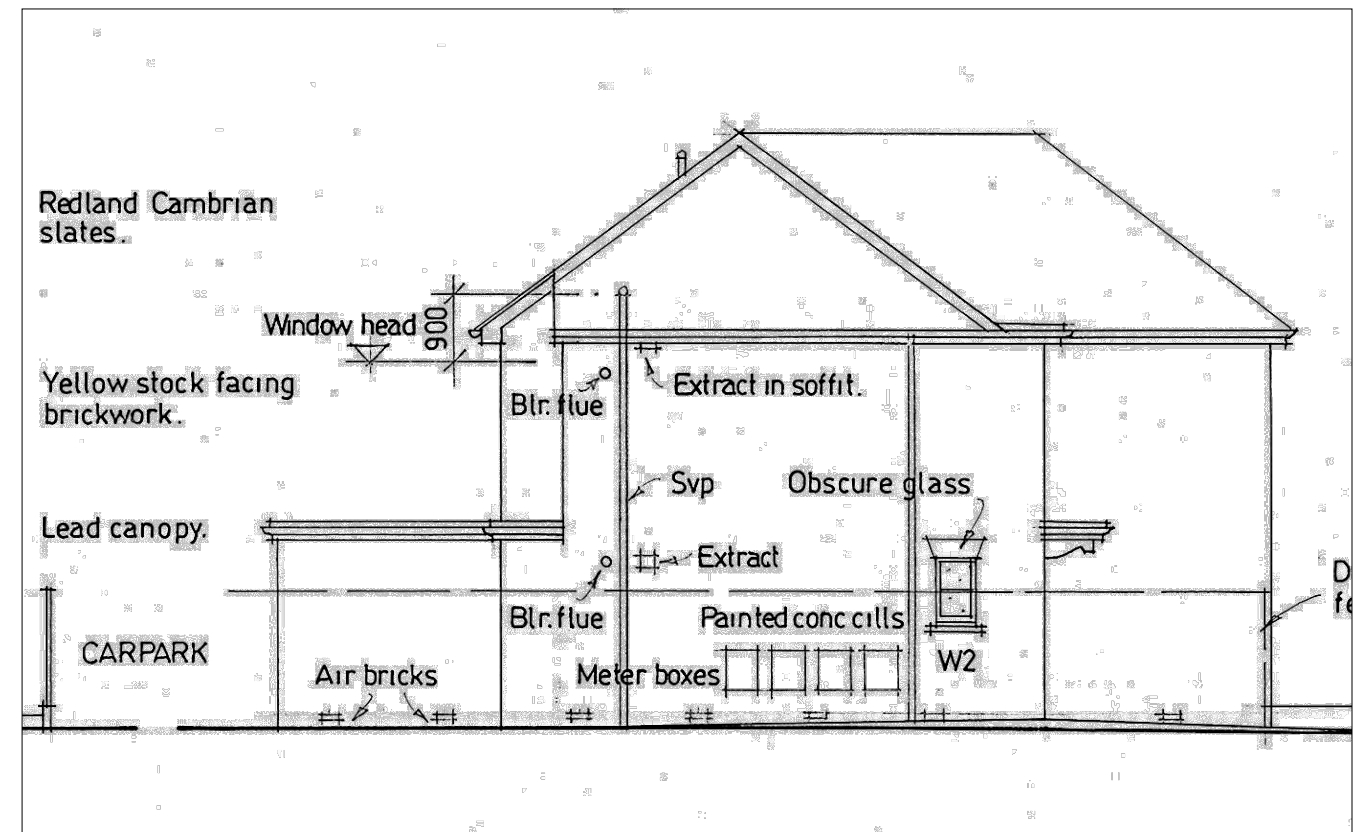 Redland Cambrian
slates.
Window head
900
Yellow stock facing
brickwork.
Blr. flue
Extract in soffit.
Svp
Obscure glass
Lead canopy.
Extract
Blr. flue
Painted conc cills
CARPARK
Air bricks
Meter boxes
W2